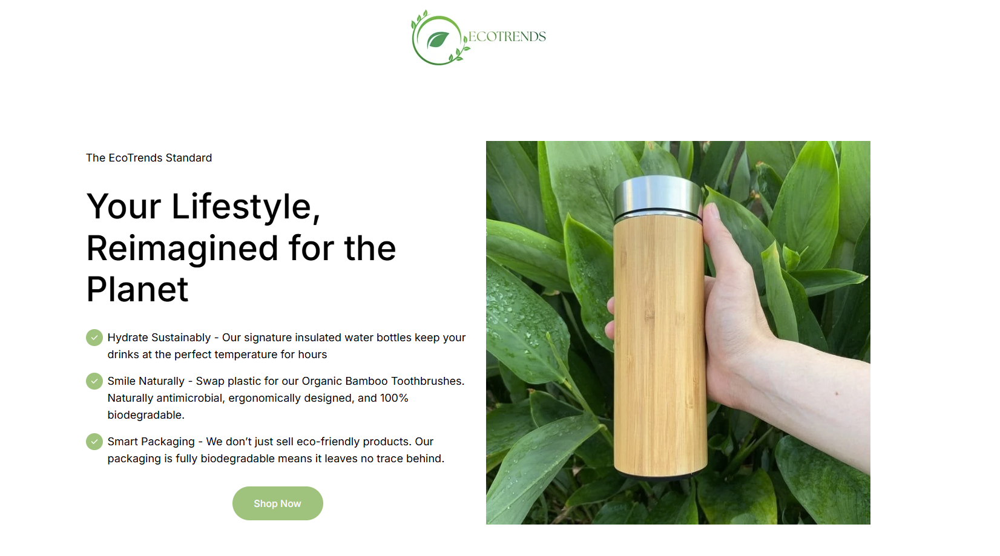 ECOTRENDS
The EcoTrends Standard
Your Lifestyle,
Reimagined for the
Planet
Hydrate Sustainably - Our signature insulated water bottles keep your
drinks at the perfect temperature for hours
Smile Naturally - Swap plastic for our Organic Bamboo Toothbrushes.
Naturally antimicrobial, ergonomically designed, and 100%
biodegradable.
Smart Packaging - We don’t just sell eco-friendly products. Our
packaging is fully biodegradable means it leaves no trace behind.
Shop Now